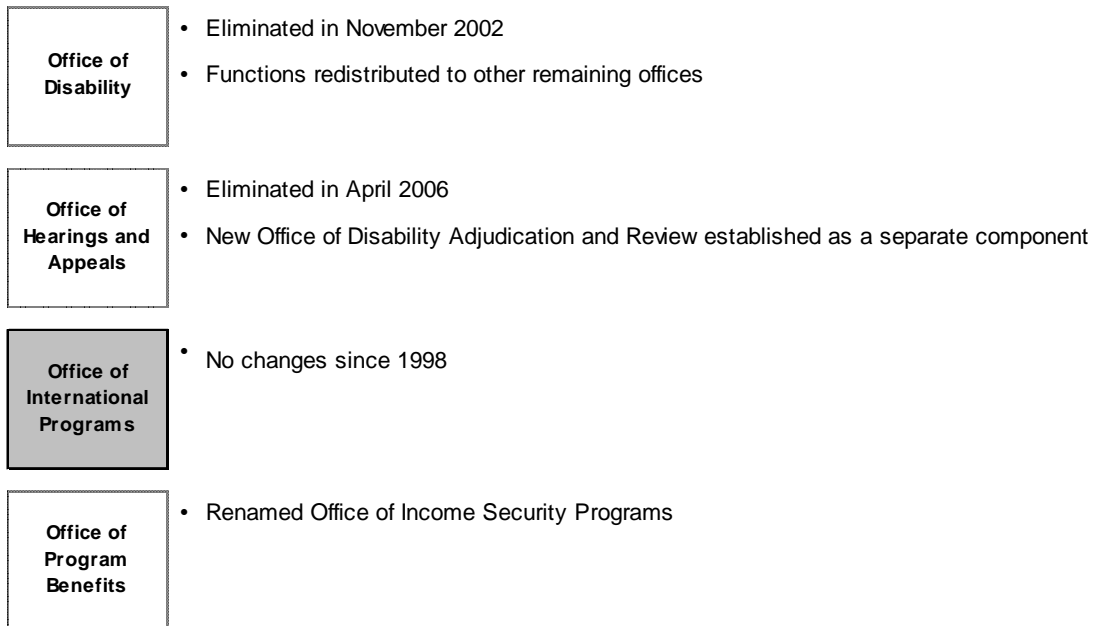 Office of
Disability
• Eliminated in November 2002
• Functions redistributed to other remaining offices
Office of
Hearings and
Appeals
• Eliminated in April 2006
• New Office of Disability Adjudication and Review established as a separate component
Office of
International
Programs
• No changes since 1998
Office of
Program
Benefits
• Renamed Office of Income Security Programs